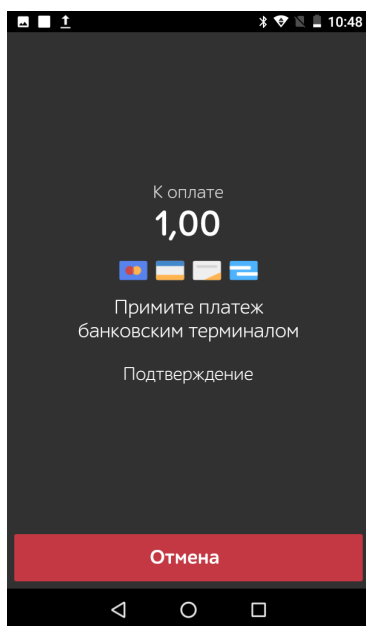 10:48
К оплате
1,00
Примите платеж
банковским терминалом
Подтверждение
Отмена